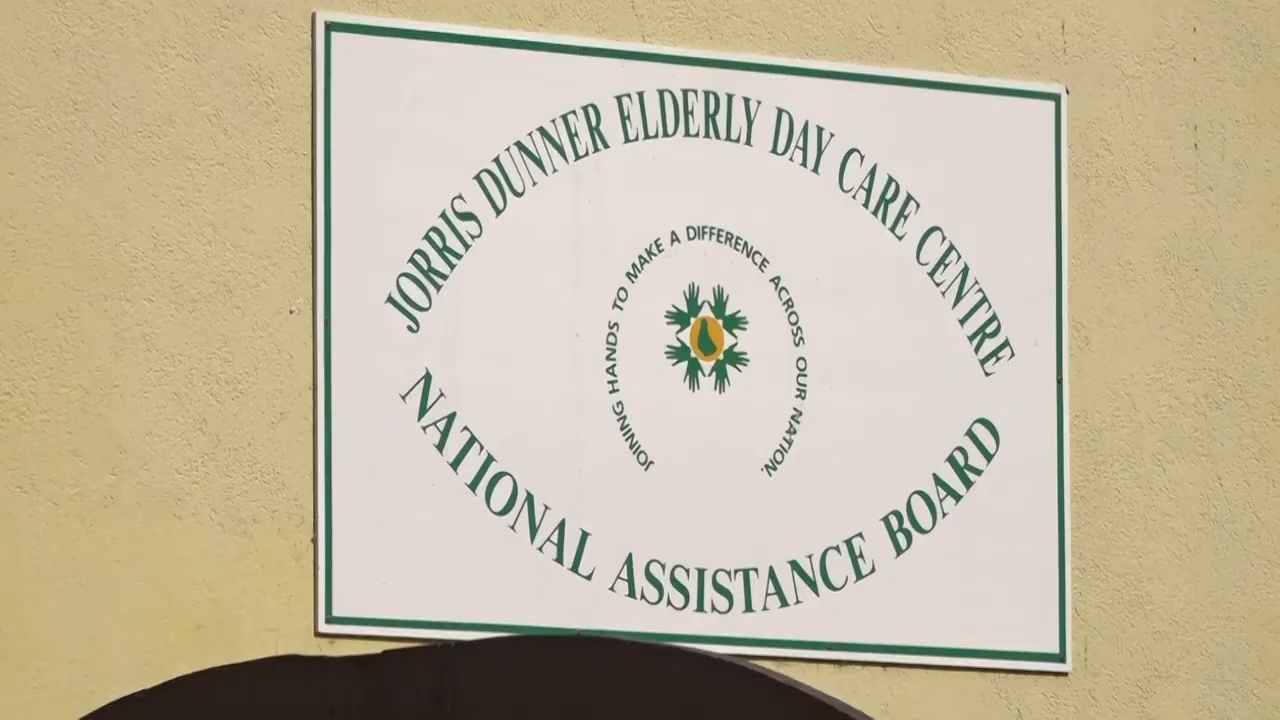 JORRIS DUNNER ELDERLY DAY CARE CENTRE
JOINING HANDS TO MAKE A DIFFERENCE ACROSS OUR NATION.
NATIONAL ASSISTANCE BOARD